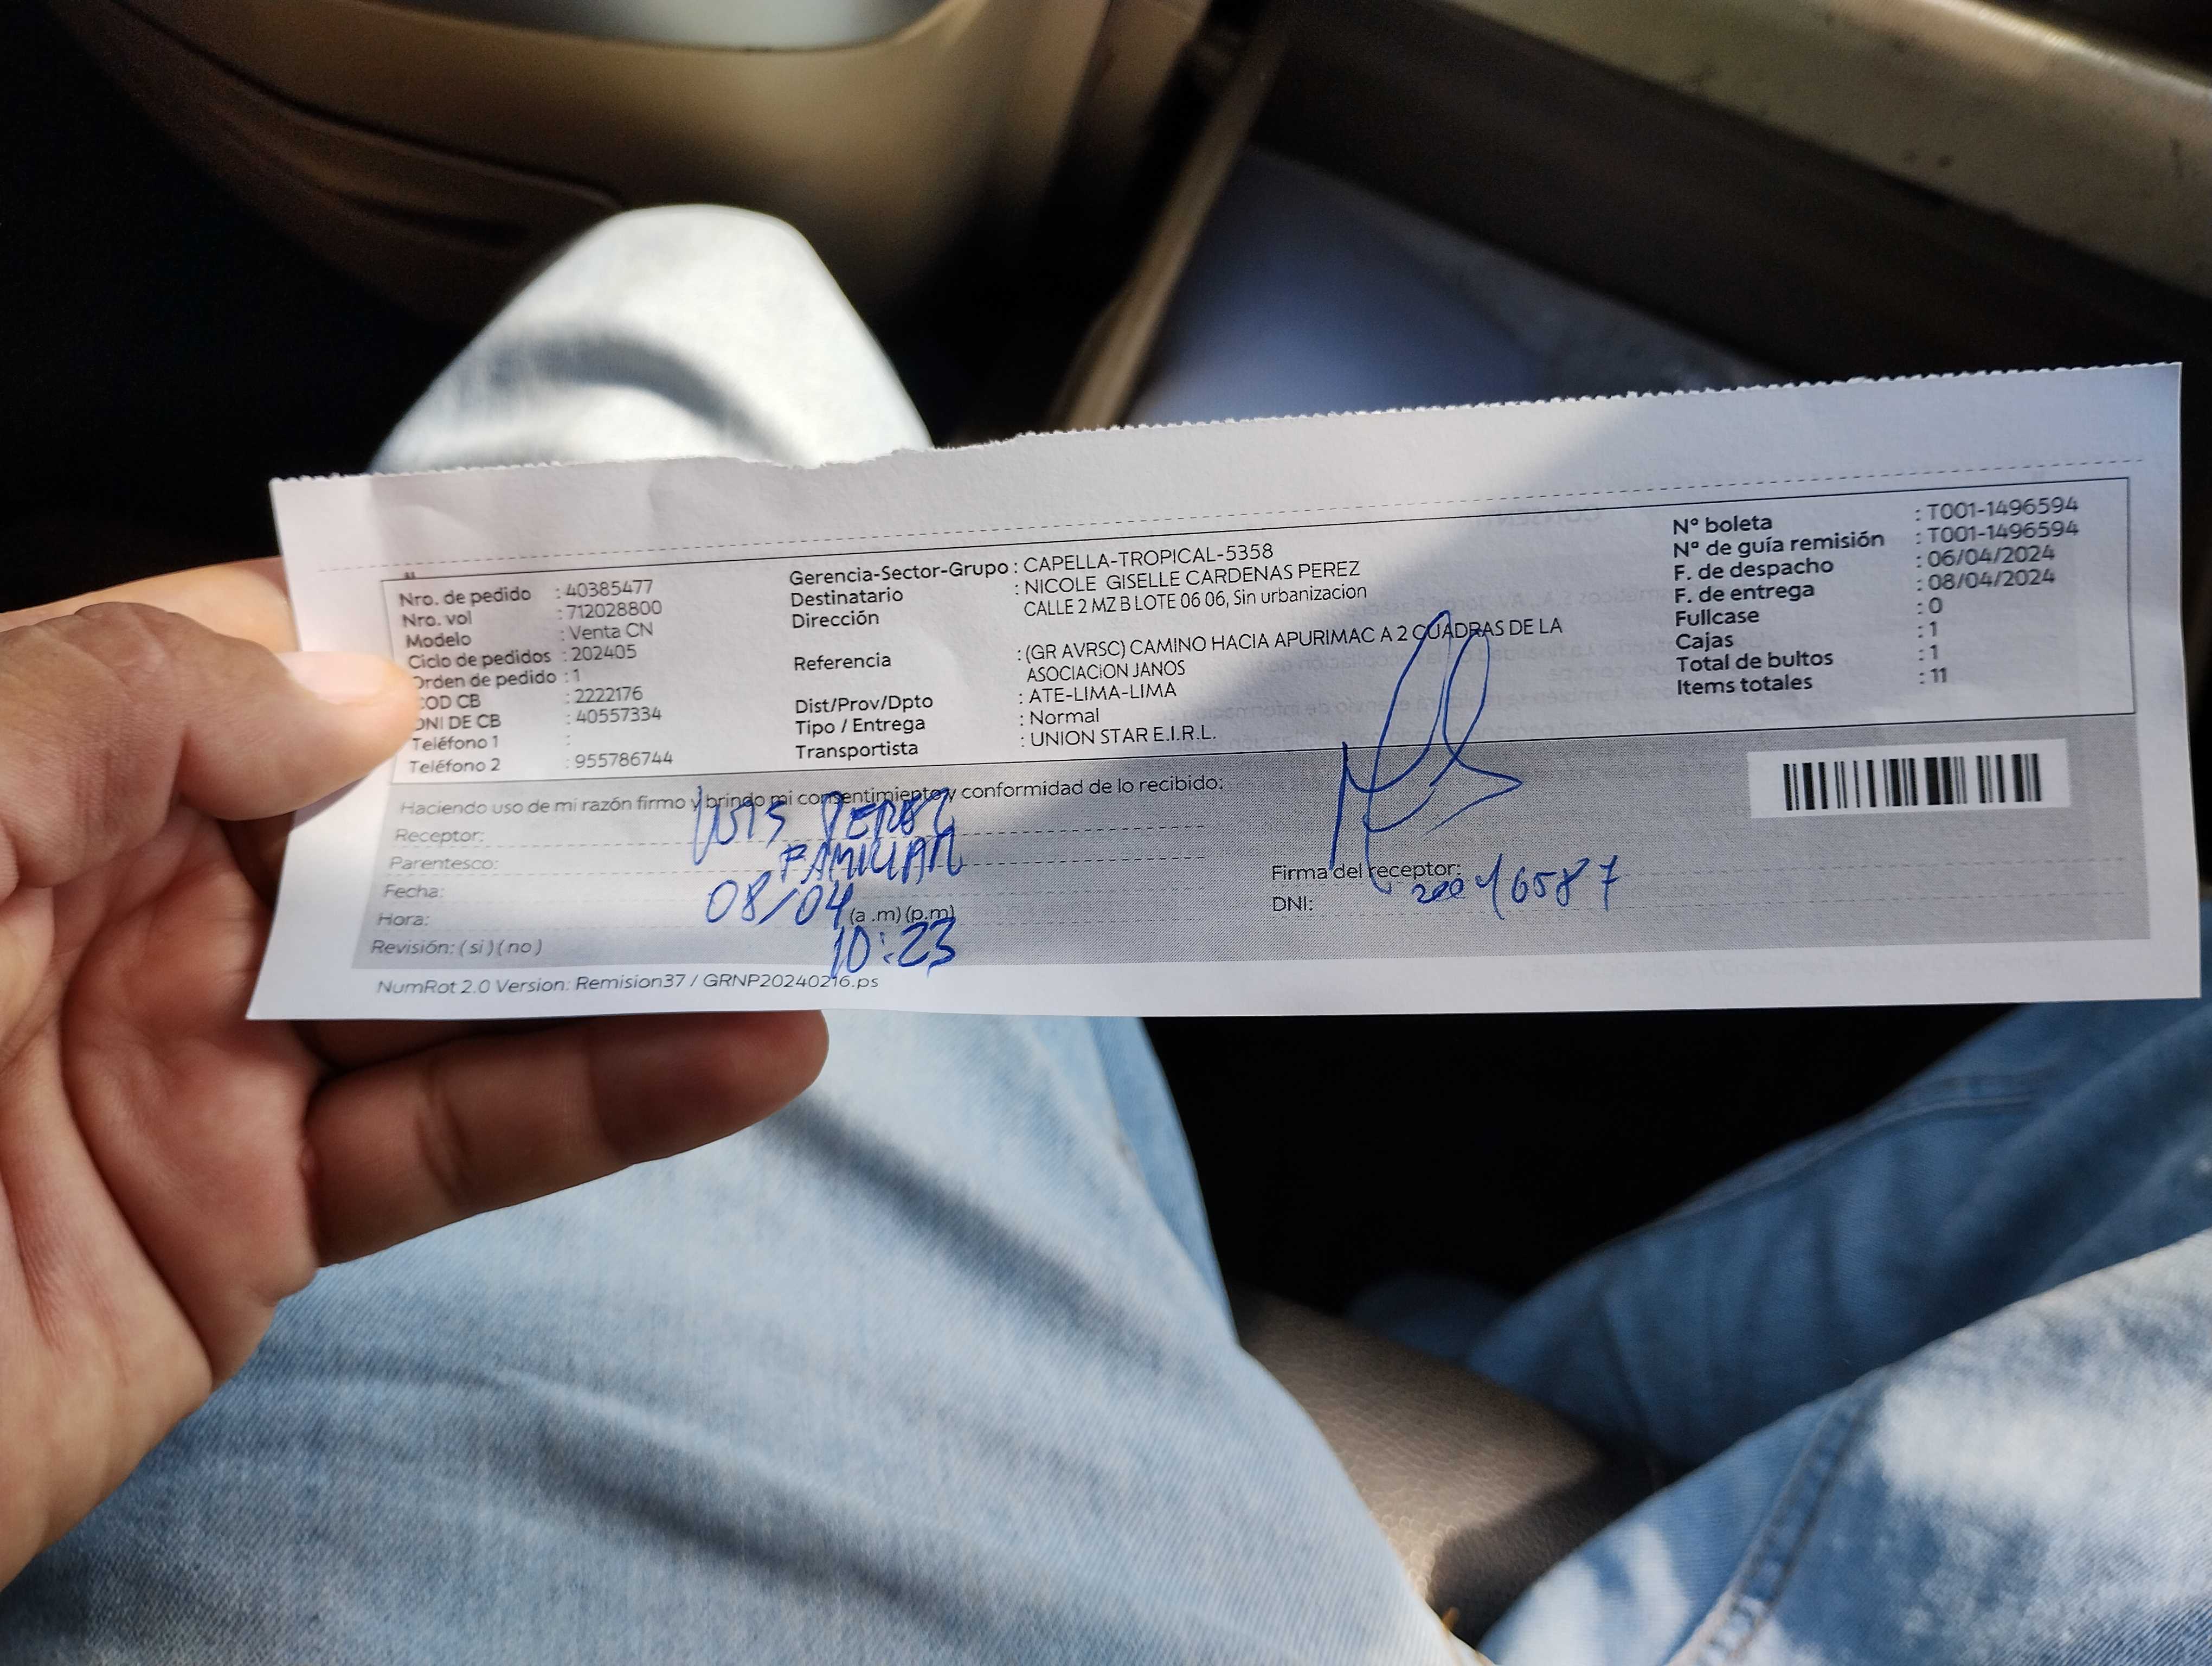 Nro. de pedido : 40385477
Nro. vol : 712028800
Modelo : Venta CN
Ciclo de pedidos : 202405
Orden de pedido : 1
COD CB : 2222176
DNI DE CB : 40557334
Teléfono 1 :
Teléfono 2 : 955786744
Gerencia-Sector-Grupo : CAPELLA-TROPICAL-5358
Destinatario : NICOLE GISELLE CARDENAS PEREZ
Dirección CALLE 2 MZ B LOTE 06 06, Sin urbanizacion
Referencia : (GR AVRSC) CAMINO HACIA APURIMAC A 2 CUADRAS DE LA
ASOCIACION JANOS
Dist/Prov/Dpto : ATE-LIMA-LIMA
Tipo / Entrega : Normal
Transportista : UNION STAR E.I.R.L.
N° boleta : T001-1496594
N° de guía remisión : T001-1496594
F. de despacho : 06/04/2024
F. de entrega : 08/04/2024
Fullcase : 0
Cajas : 1
Total de bultos : 1
Items totales : 11
Haciendo uso de mi razón firmo y brindo mi consentimiento y conformidad de lo recibido:
Receptor: LUIS PEREZ
Parentesco: FAMILIAR
Fecha: 08/04
Hora: (a.m) (p.m) 10:23
Revisión: ( si ) ( no )
Firma del receptor:
DNI:
NumRot 2.0 Version: Remision37 / GRNP20240216.ps